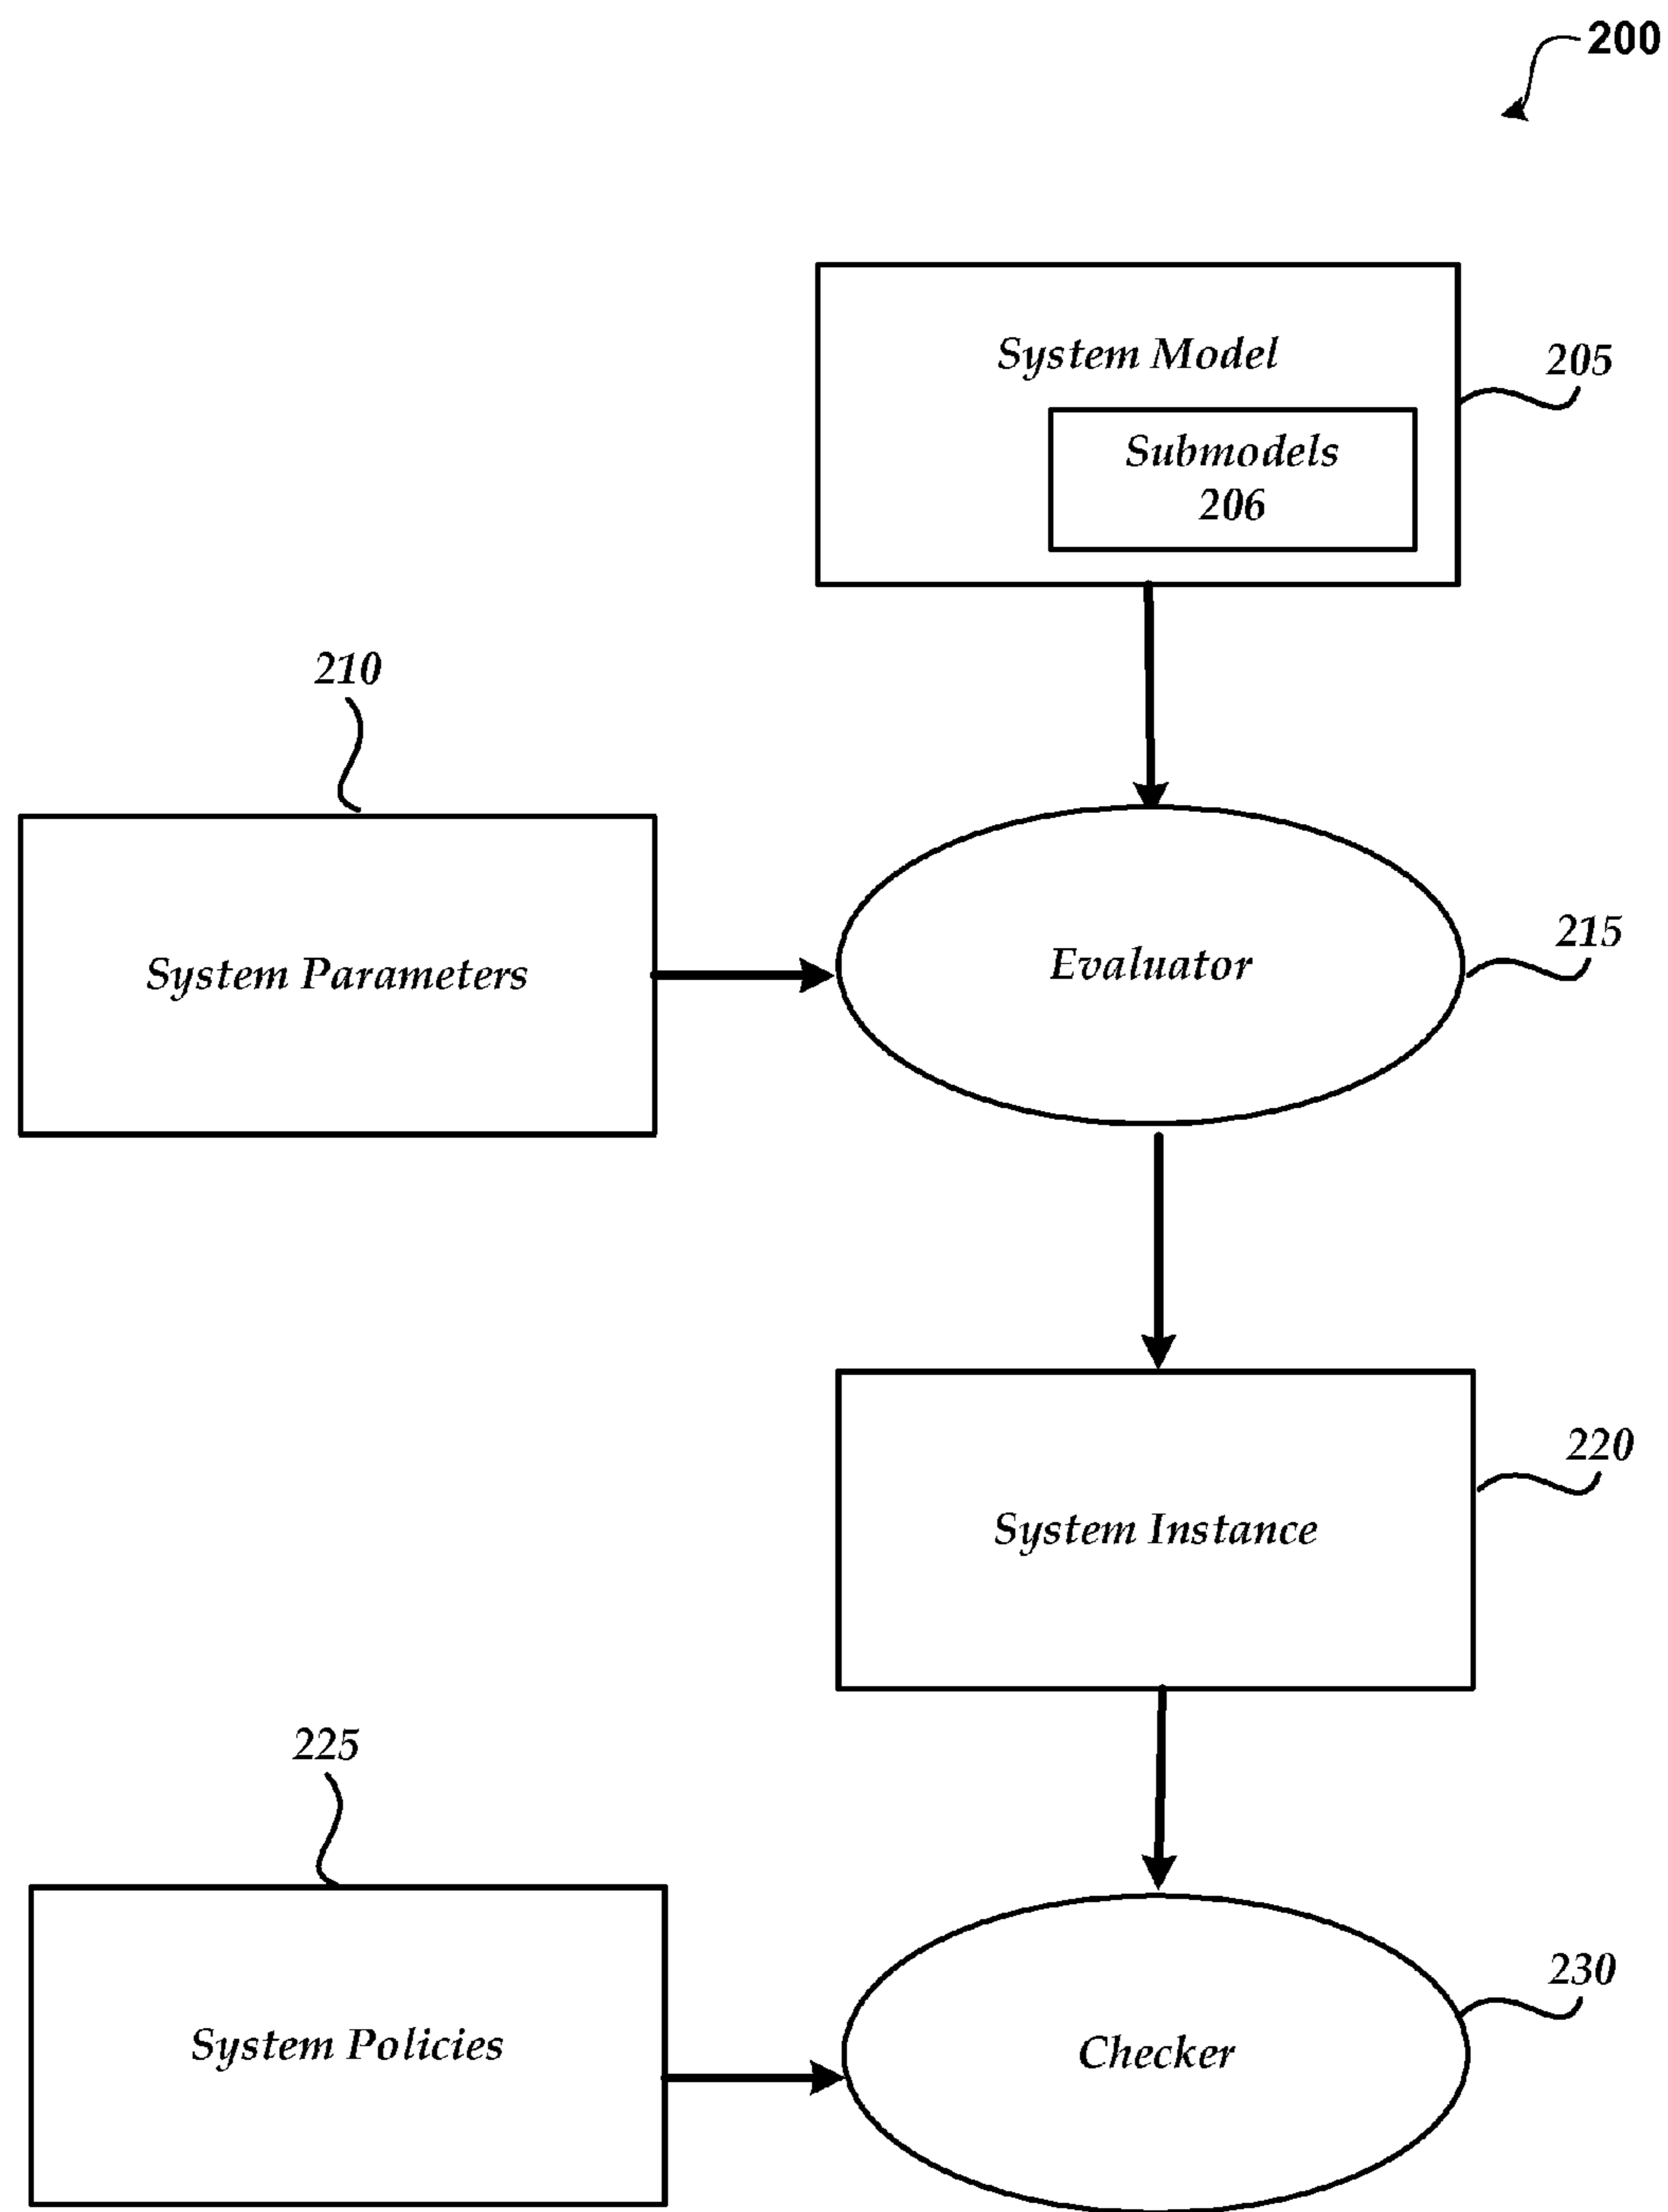 200
System Model
205
Submodels
206
210
System Parameters
Evaluator
215
System Instance
220
225
System Policies
Checker
230